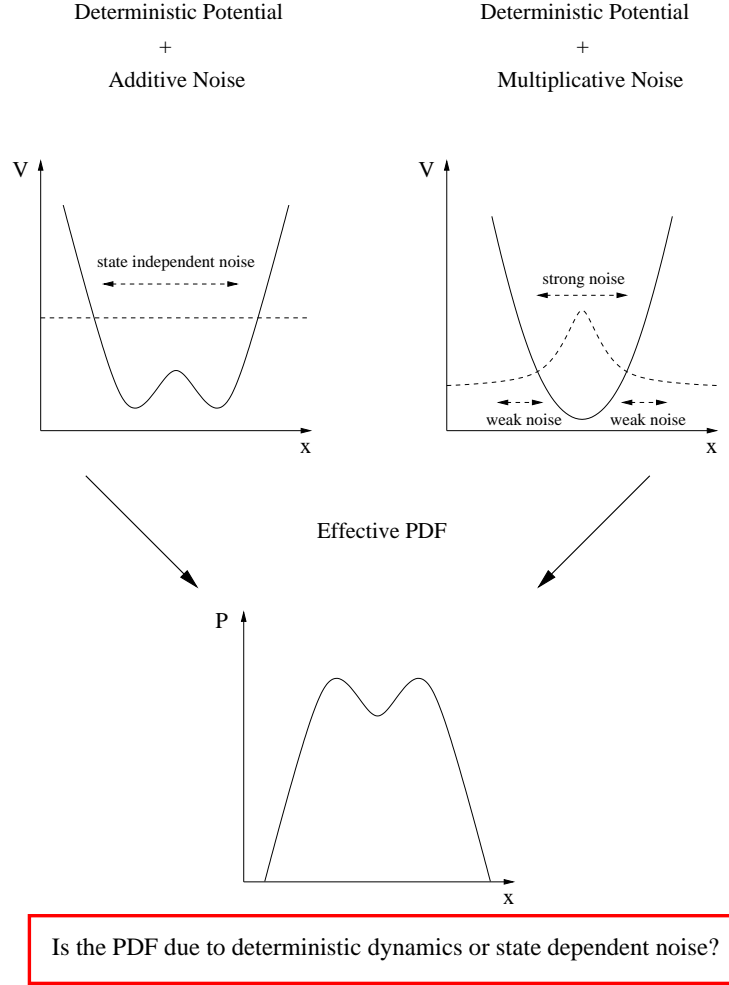 Deterministic Potential
+
Additive Noise
Deterministic Potential
+
Multiplicative Noise
V
state independent noise
x
V
strong noise
weak noise
weak noise
x
Effective PDF
P
x
Is the PDF due to deterministic dynamics or state dependent noise?